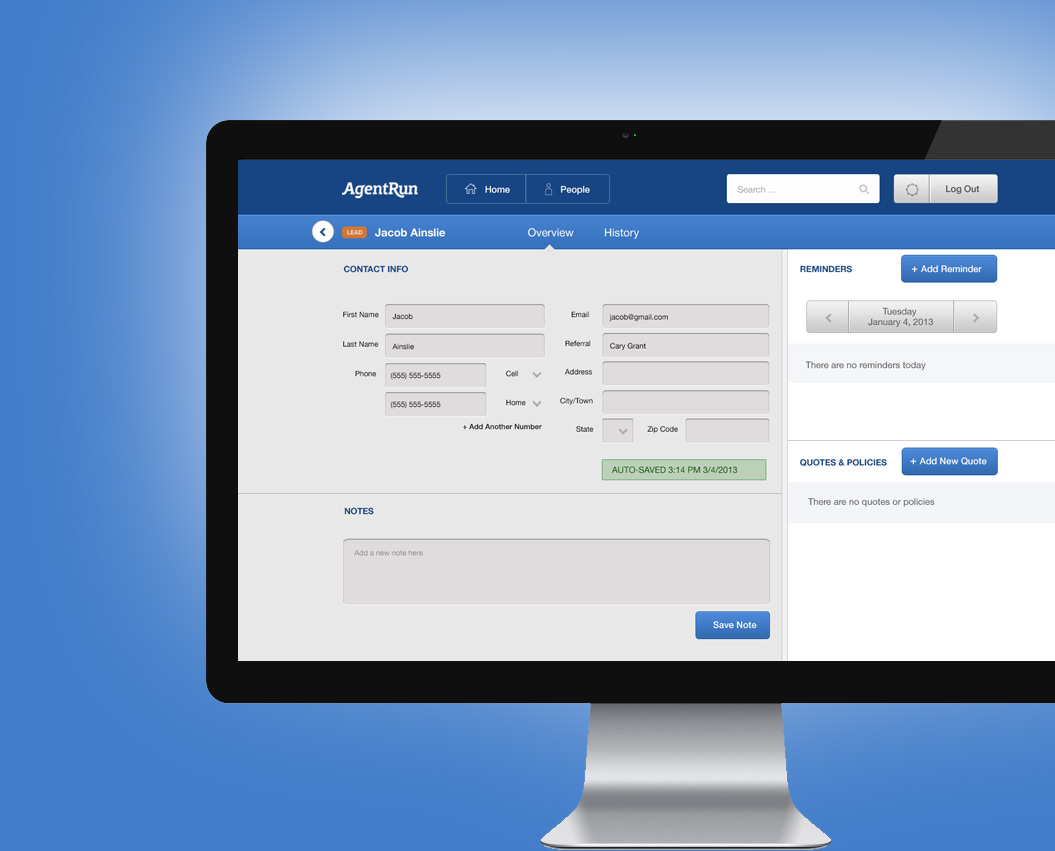 AgentRun
Home
People
Search ...
Log Out
LEAD
Jacob Ainslie
Overview
History
CONTACT INFO
First Name
Jacob
Last Name
Ainslie
Phone
(555) 555-5555
Cell
(555) 555-5555
Home
+ Add Another Number
Email
jacob@gmail.com
Referral
Cary Grant
Address
City/Town
State
Zip Code
AUTO-SAVED 3:14 PM 3/4/2013
NOTES
Add a new note here.
Save Note
REMINDERS
+ Add Reminder
Tuesday
January 4, 2013
There are no reminders today
QUOTES & POLICIES
+ Add New Quote
There are no quotes or policies